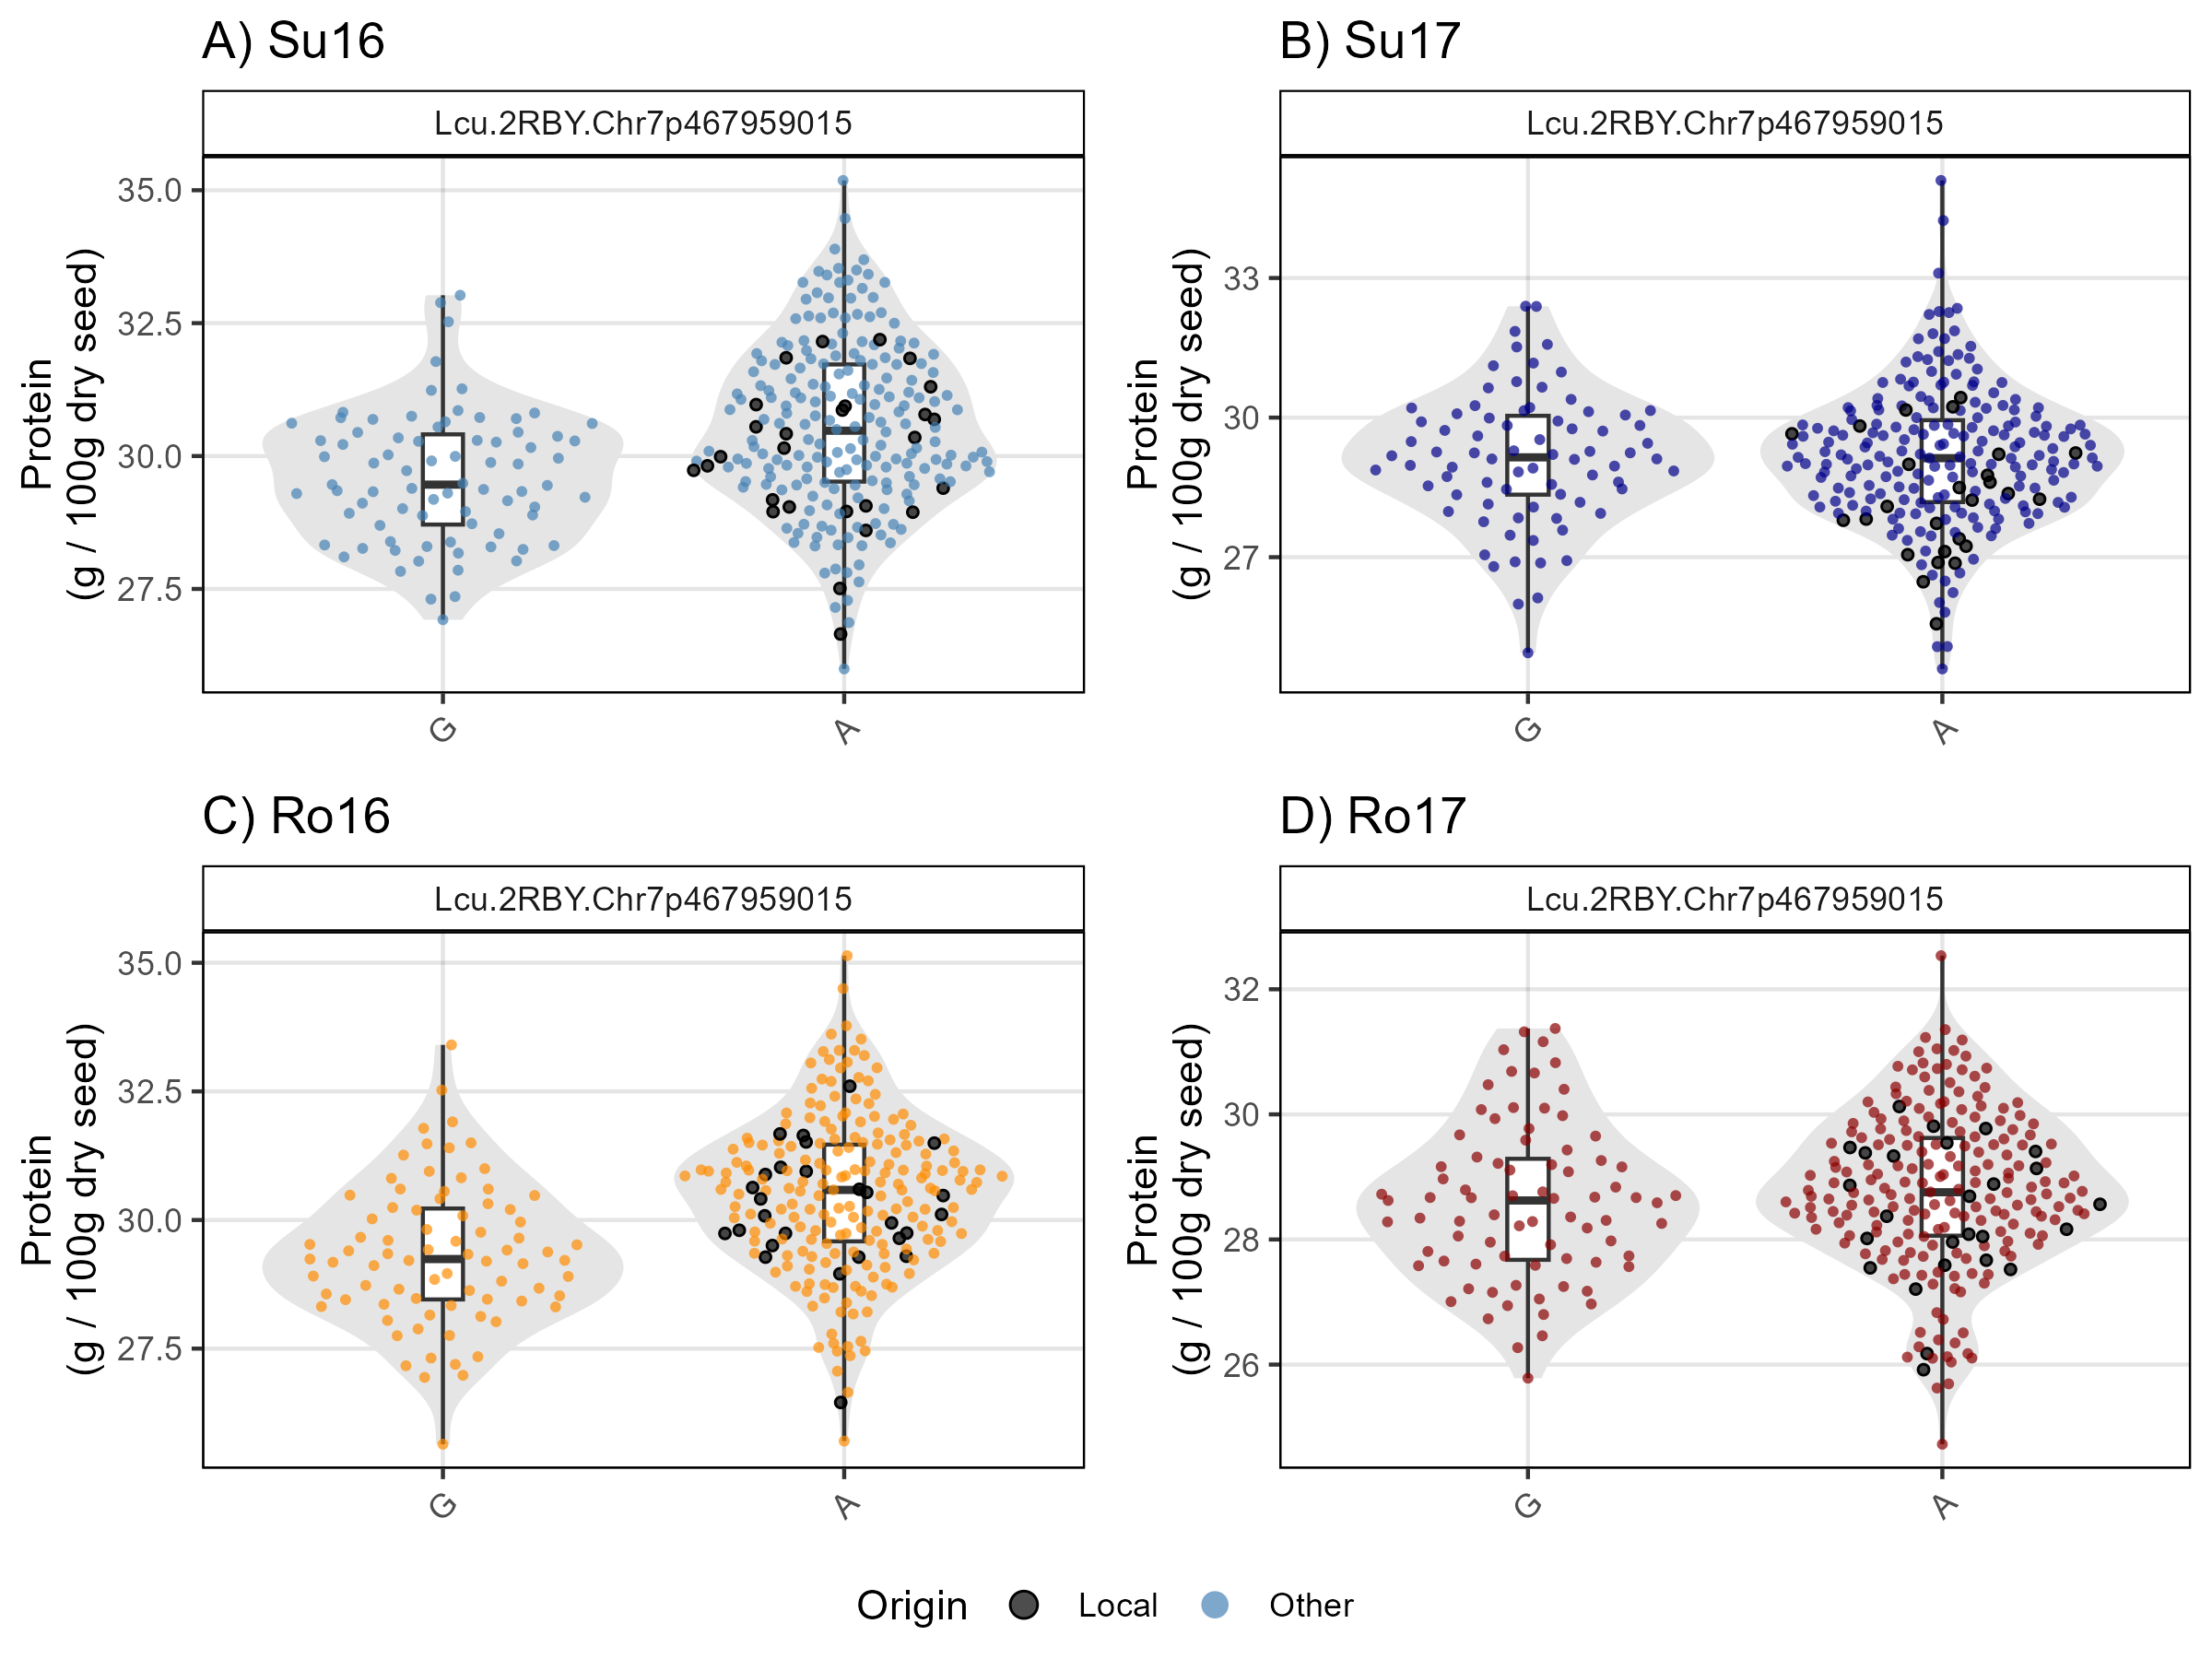 A) Su16
Lcu.2RBY.Chr7p467959015
Protein
(g / 100g dry seed)
35.0
32.5
30.0
27.5
G
A
B) Su17
Lcu.2RBY.Chr7p467959015
Protein
(g / 100g dry seed)
33
30
27
G
A
C) Ro16
Lcu.2RBY.Chr7p467959015
Protein
(g / 100g dry seed)
35.0
32.5
30.0
27.5
G
A
D) Ro17
Lcu.2RBY.Chr7p467959015
Protein
(g / 100g dry seed)
32
30
28
26
G
A
Origin Local Other